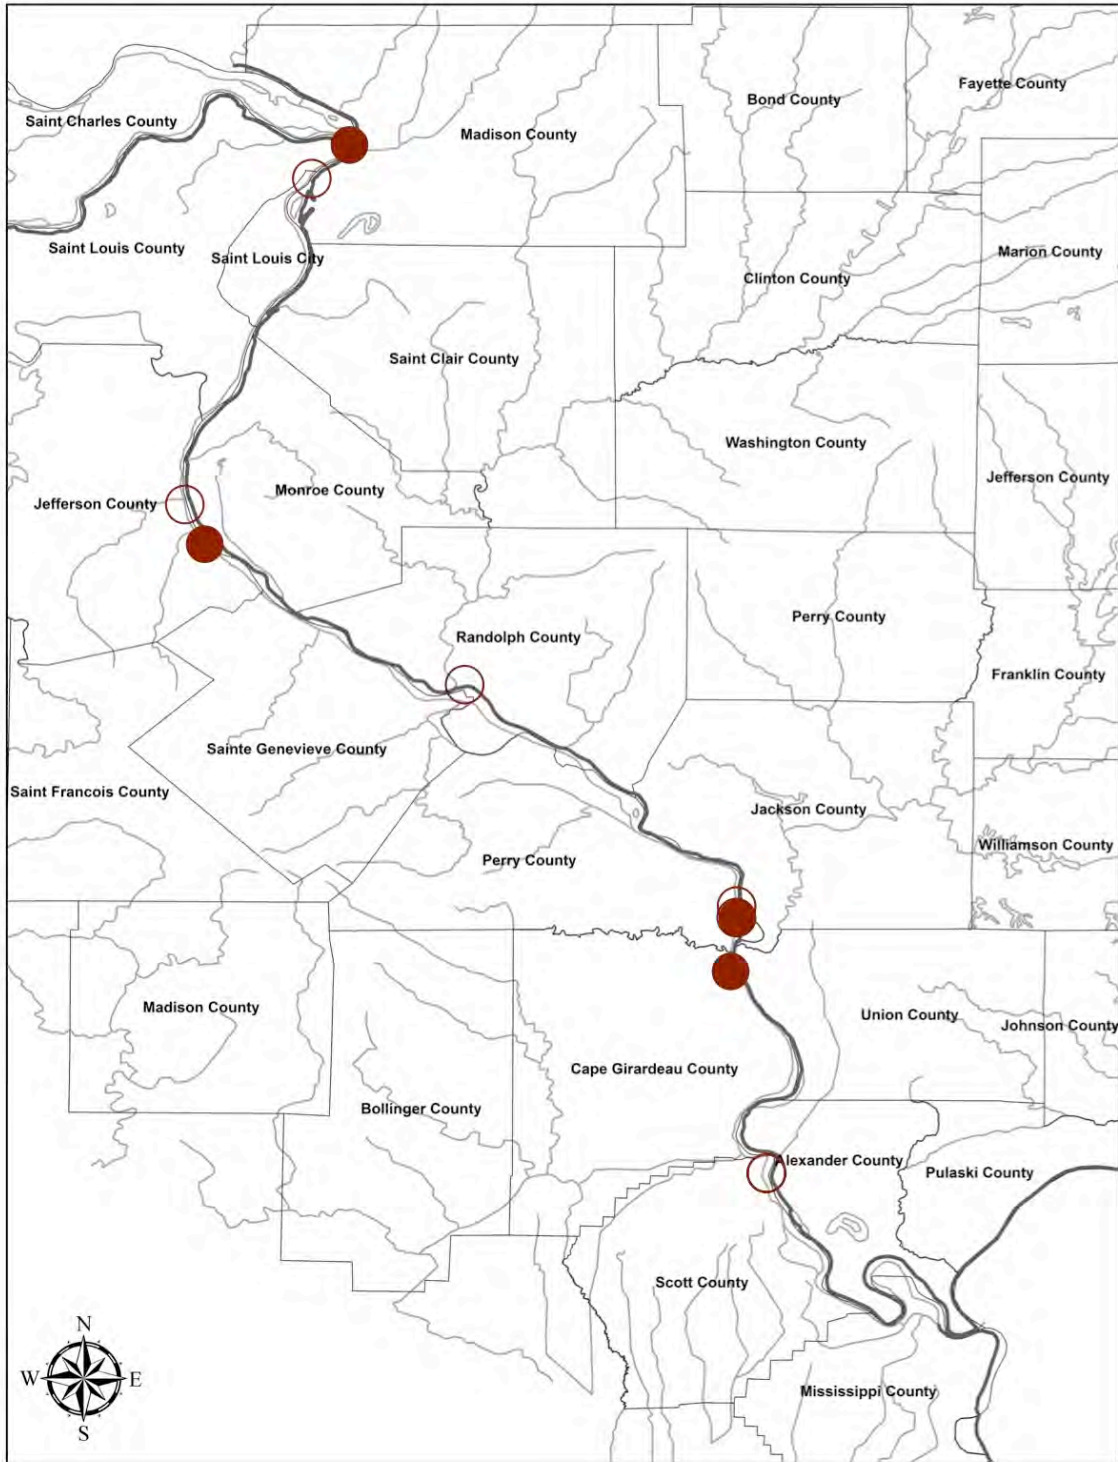 Fayette County
Bond County
Saint Charles County
Madison County
Saint Louis County
Saint Louis City
Marion County
Clinton County
Saint Clair County
Washington County
Jefferson County
Monroe County
Jefferson County
Perry County
Randolph County
Franklin County
Sainte Genevieve County
Saint Francois County
Jackson County
Williamson County
Perry County
Madison County
Union County
Johnson County
Cape Girardeau County
Bollinger County
Alexander County
Pulaski County
Scott County
Mississippi County
N
W E
S